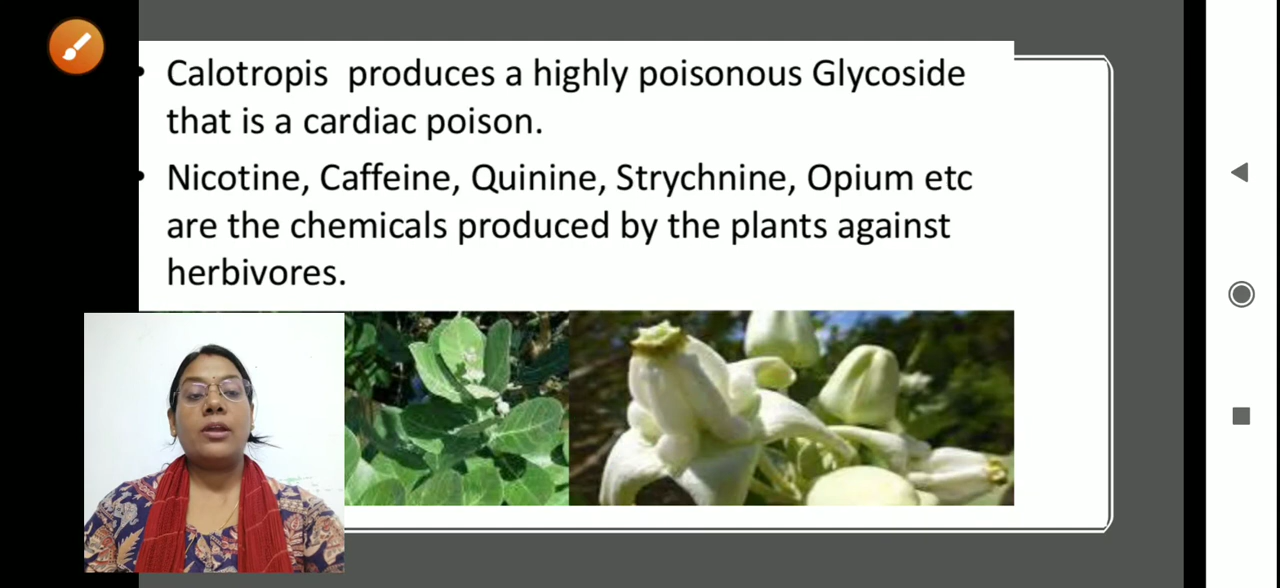 • Calotropis produces a highly poisonous Glycoside
that is a cardiac poison.
• Nicotine, Caffeine, Quinine, Strychnine, Opium etc
are the chemicals produced by the plants against
herbivores.